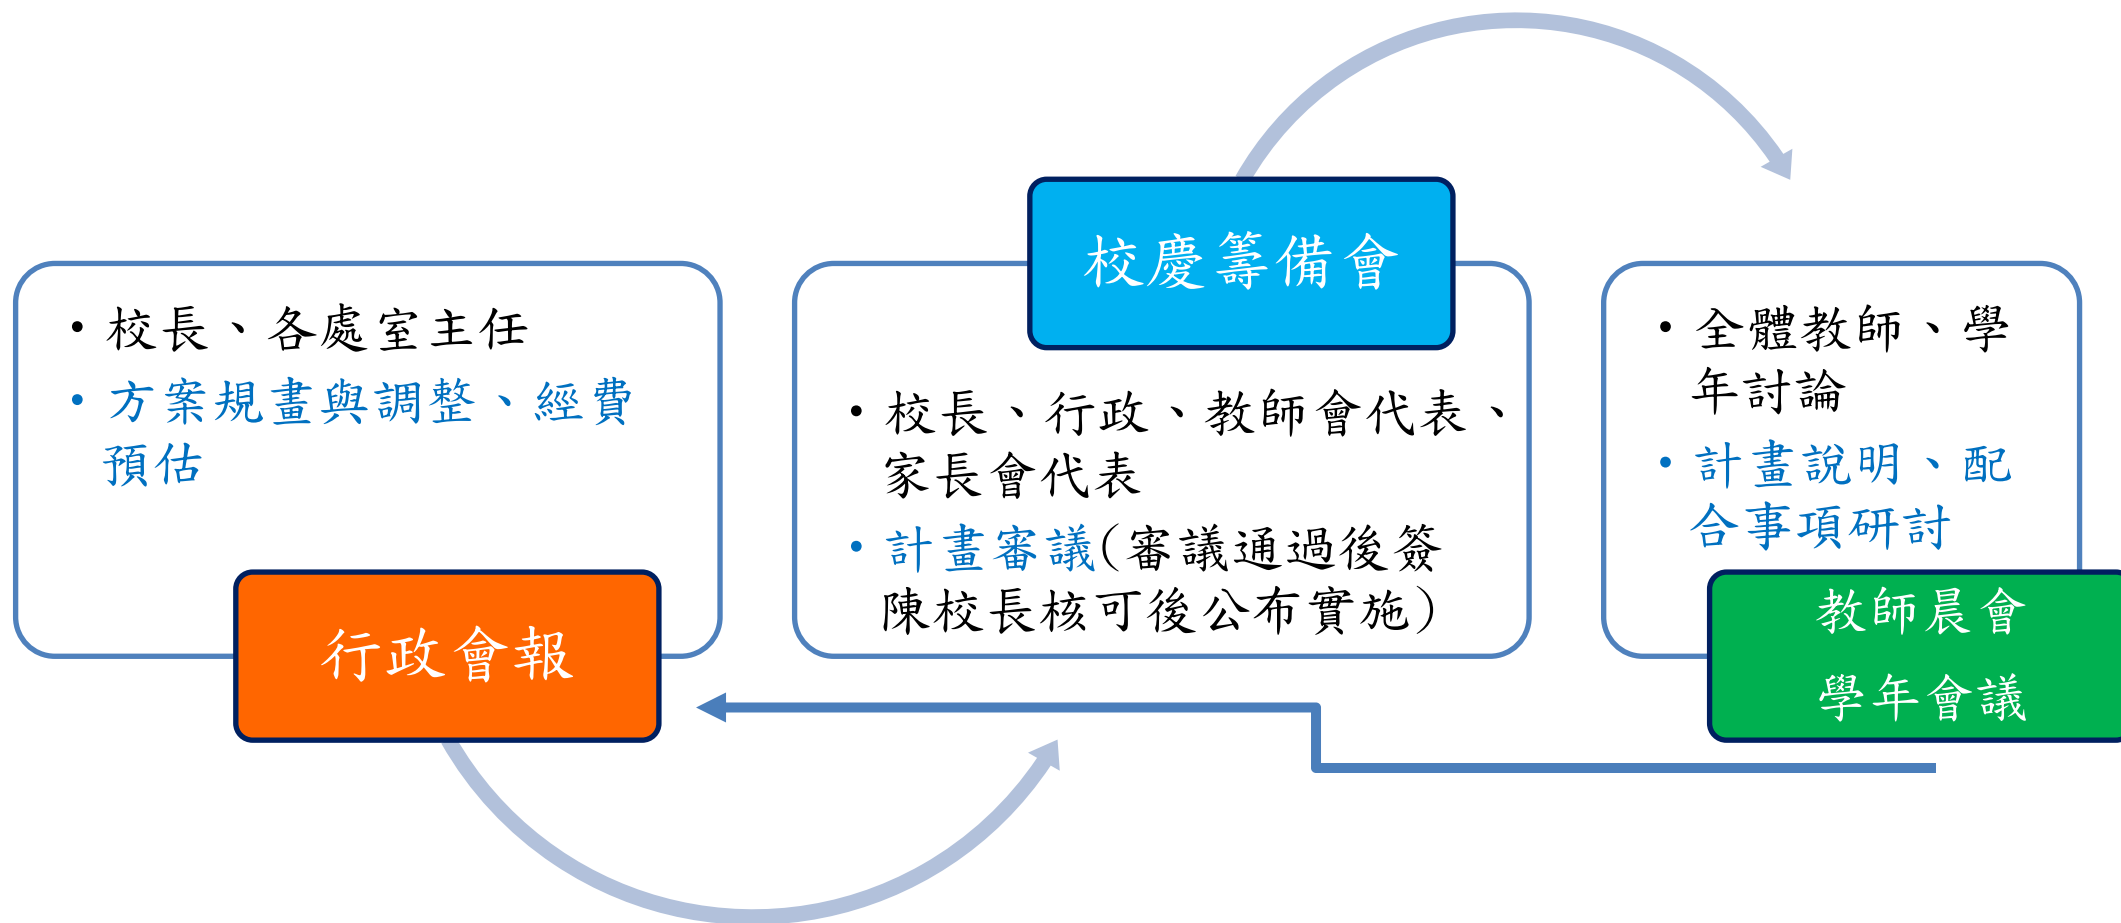 • 校長、各處室主任
• 方案規畫與調整、經費
預估
行政會報
校慶籌備會
• 校長、行政、教師會代表、
家長會代表
• 計畫審議(審議通過後簽
陳校長核可後公布實施)
• 全體教師、學
年討論
• 計畫說明、配
合事項研討
教師晨會
學年會議